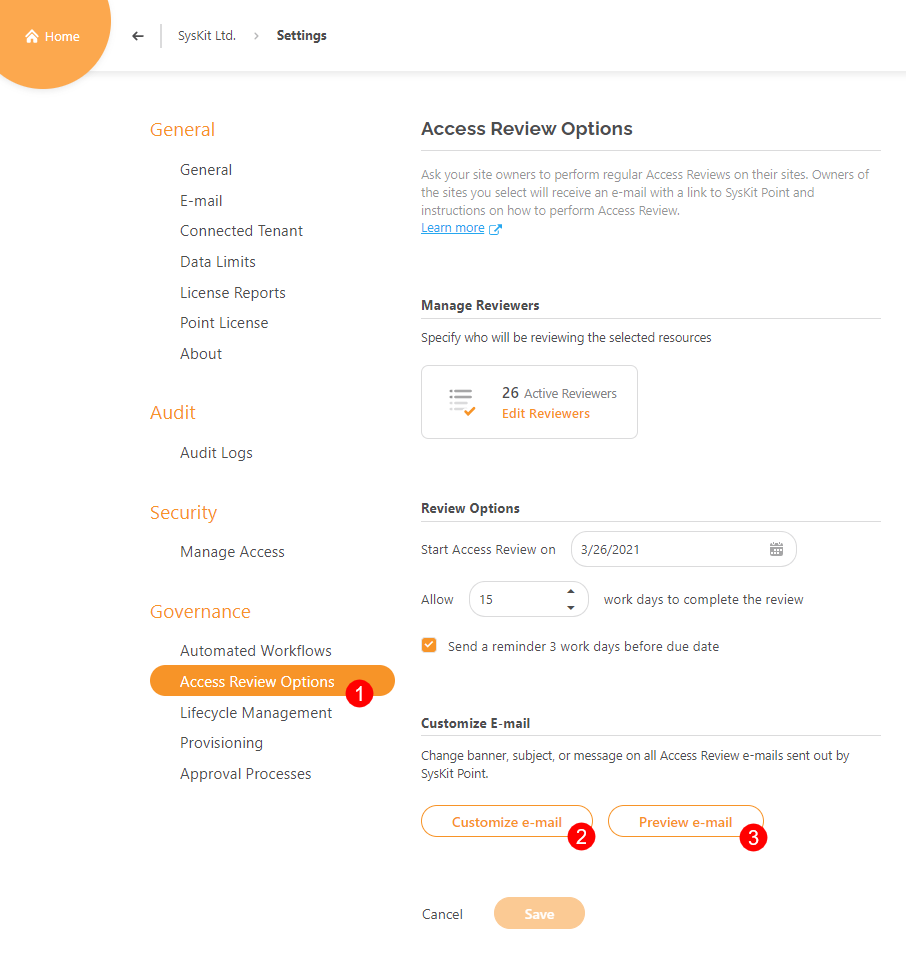 Home
SysKit Ltd. > Settings
General
General
E-mail
Connected Tenant
Data Limits
License Reports
Point License
About
Audit
Audit Logs
Security
Manage Access
Governance
Automated Workflows
Access Review Options 1
Lifecycle Management
Provisioning
Approval Processes
Access Review Options
Ask your site owners to perform regular Access Reviews on their sites. Owners of
the sites you select will receive an e-mail with a link to SysKit Point and
instructions on how to perform Access Review.
Learn more
Manage Reviewers
Specify who will be reviewing the selected resources
26 Active Reviewers
Edit Reviewers
Review Options
Start Access Review on 3/26/2021
Allow 15 work days to complete the review
Send a reminder 3 work days before due date
Customize E-mail
Change banner, subject, or message on all Access Review e-mails sent out by
SysKit Point.
Customize e-mail 2 Preview e-mail 3
Cancel Save